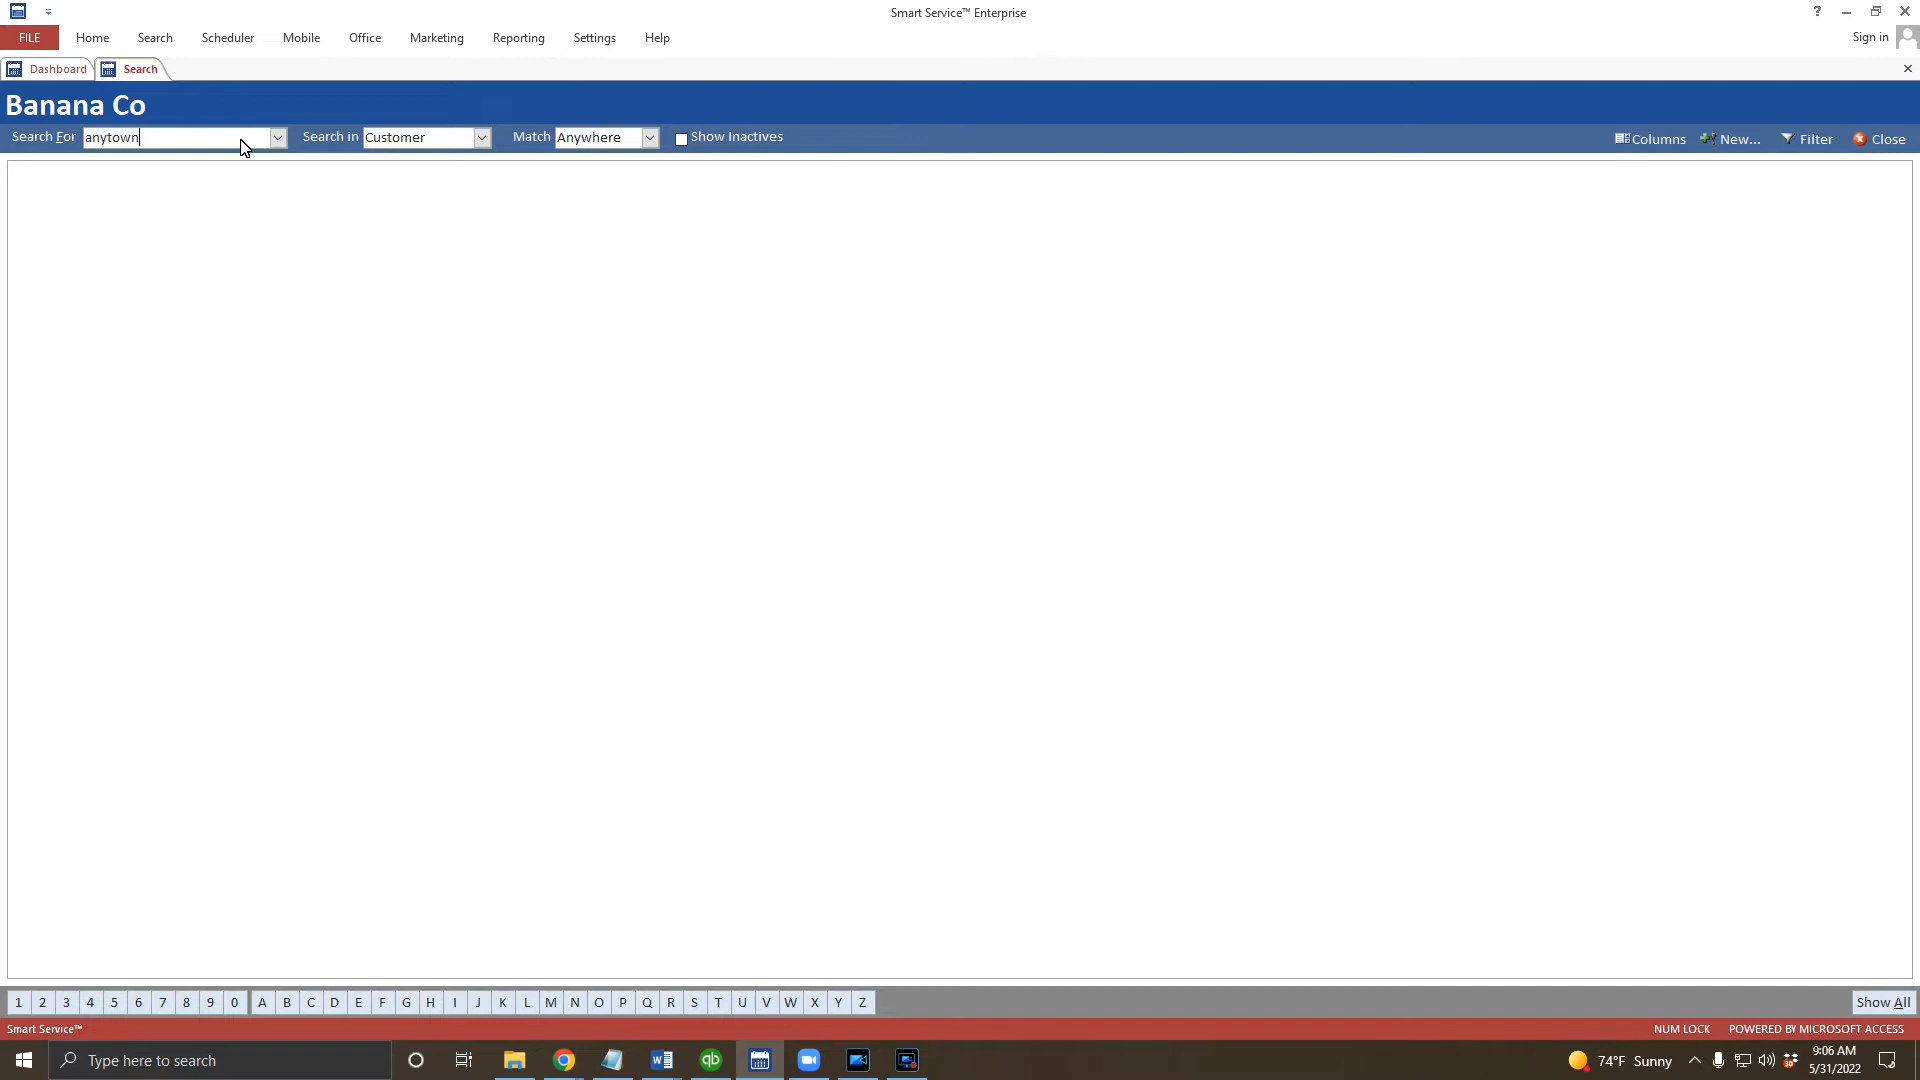 Smart Service™ Enterprise
?
FILE Home Search Scheduler Mobile Office Marketing Reporting Settings Help Sign in
Dashboard Search
Banana Co
Search For anytown Search in Customer Match Anywhere Show Inactives Columns New... Filter Close
1 2 3 4 5 6 7 8 9 0 A B C D E F G H I J K L M N O P Q R S T U V W X Y Z Show All
Smart Service™ NUM LOCK POWERED BY MICROSOFT ACCESS
Type here to search 74°F Sunny 9:06 AM
5/31/2022